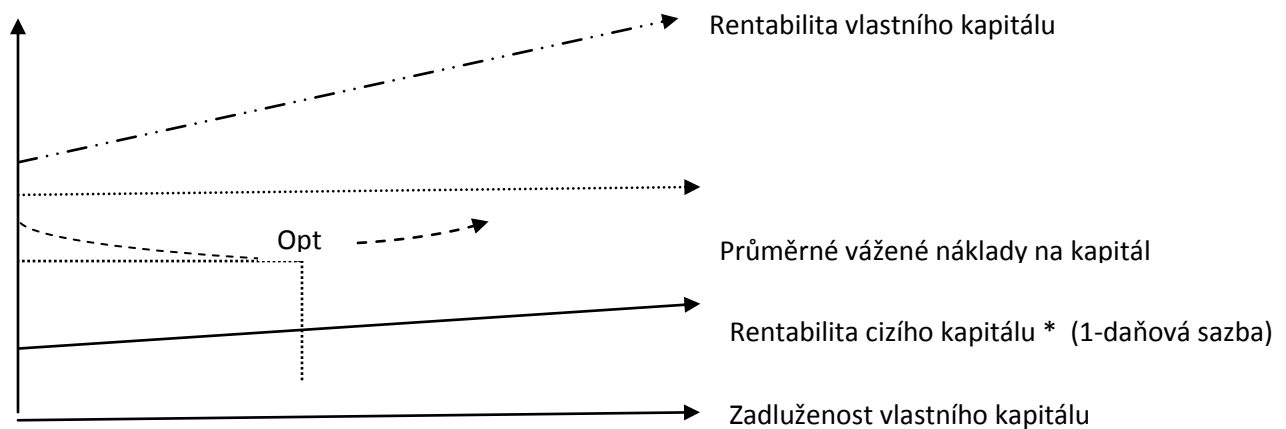 Rentabilita vlastního kapitálu
Opt
Průměrné vážené náklady na kapitál
Rentabilita cizího kapitálu * (1-daňová sazba)
Zadluženost vlastního kapitálu